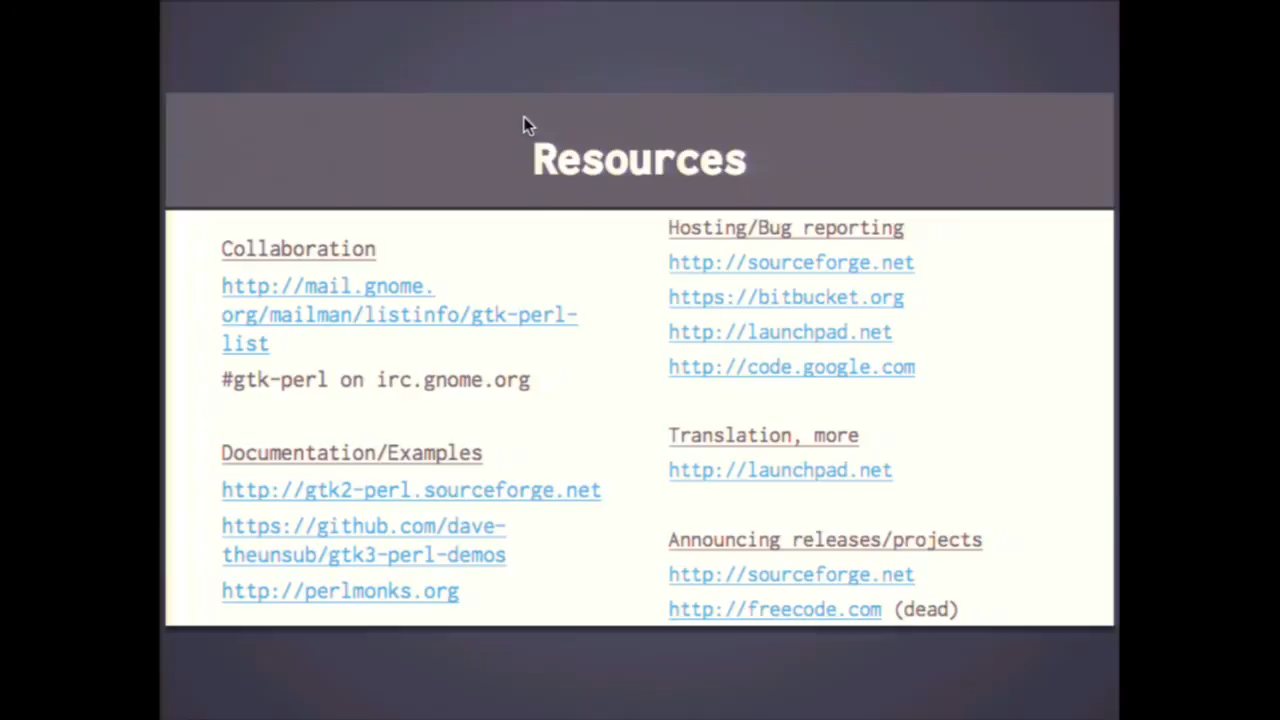 Resources
Collaboration
http://mail.gnome.
org/mailman/listinfo/gtk-perl-
list
#gtk-perl on irc.gnome.org
Documentation/Examples
http://gtk2-perl.sourceforge.net
https://github.com/dave-
theunsub/gtk3-perl-demos
http://perlmonks.org
Hosting/Bug reporting
http://sourceforge.net
https://bitbucket.org
http://launchpad.net
http://code.google.com
Translation, more
http://launchpad.net
Announcing releases/projects
http://sourceforge.net
http://freecode.com (dead)